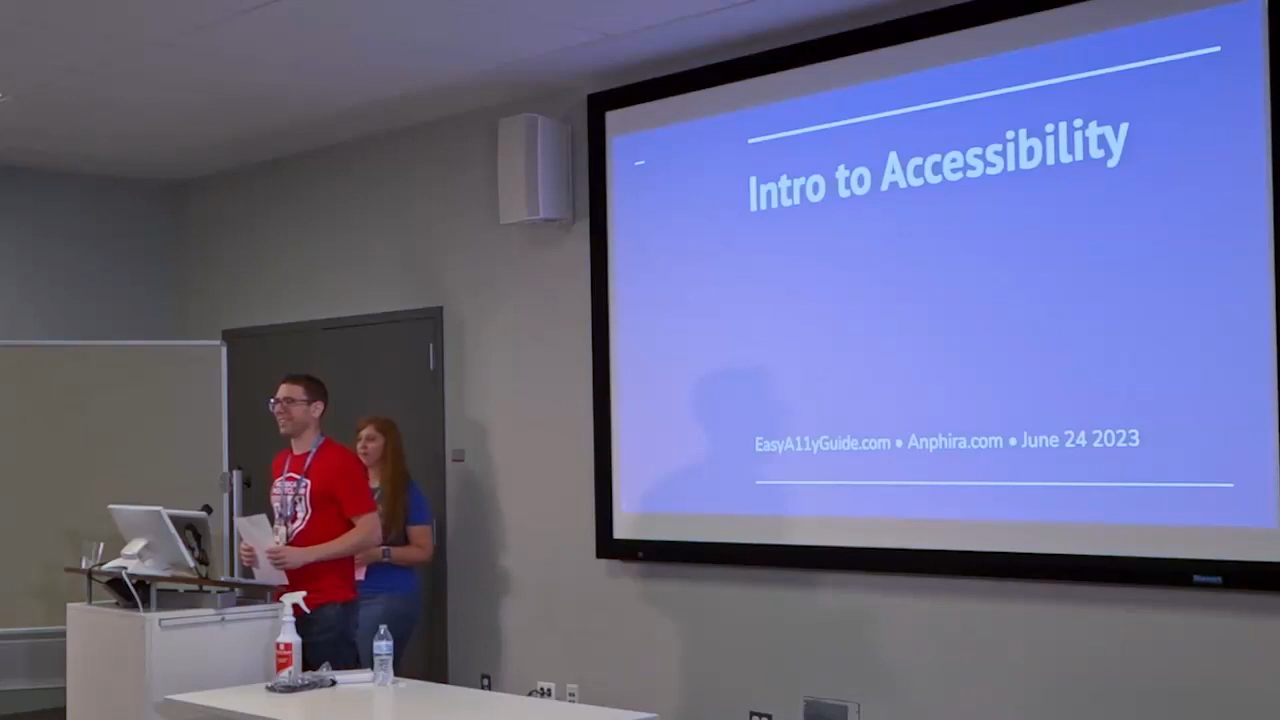 Intro to Accessibility
EasyA11yGuide.com • Anphira.com • June 24 2023